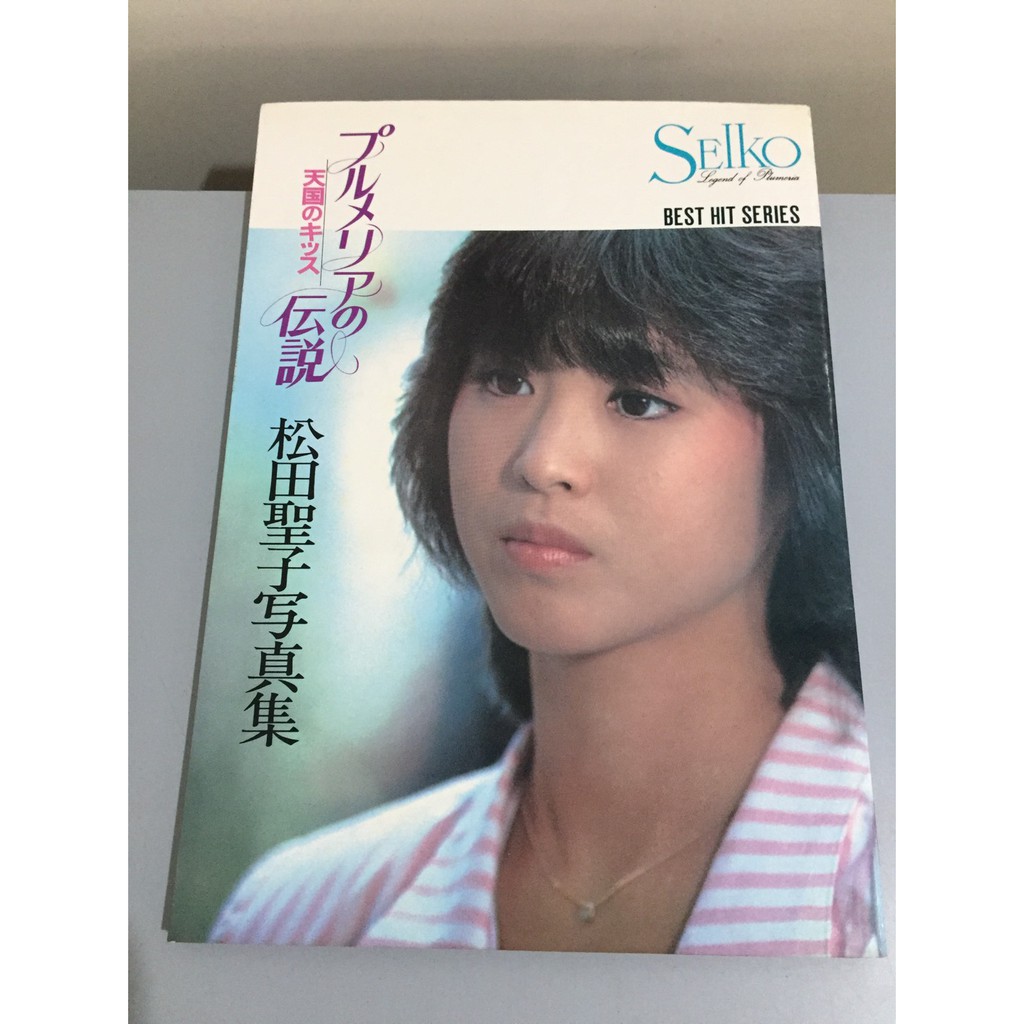 SEIKO
Legend of Plumeria
BEST HIT SERIES
プルメリアの
伝説
天国のキッス
松田聖子写真集